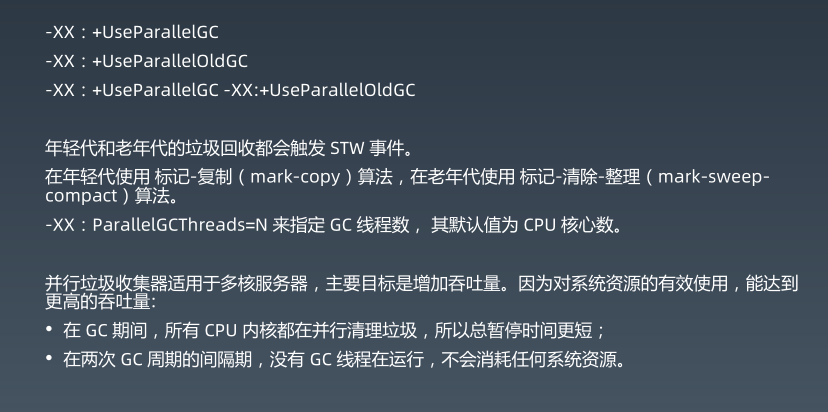 -XX：+UseParallelGC
-XX：+UseParallelOldGC
-XX：+UseParallelGC -XX:+UseParallelOldGC
年轻代和老年代的垃圾回收都会触发 STW 事件。
在年轻代使用 标记-复制（mark-copy）算法，在老年代使用 标记-清除-整理（mark-sweep-
compact）算法。
-XX：ParallelGCThreads=N 来指定 GC 线程数， 其默认值为 CPU 核心数。
并行垃圾收集器适用于多核服务器，主要目标是增加吞吐量。因为对系统资源的有效使用，能达到
更高的吞吐量:
• 在 GC 期间，所有 CPU 内核都在并行清理垃圾，所以总暂停时间更短；
• 在两次 GC 周期的间隔期，没有 GC 线程在运行，不会消耗任何系统资源。